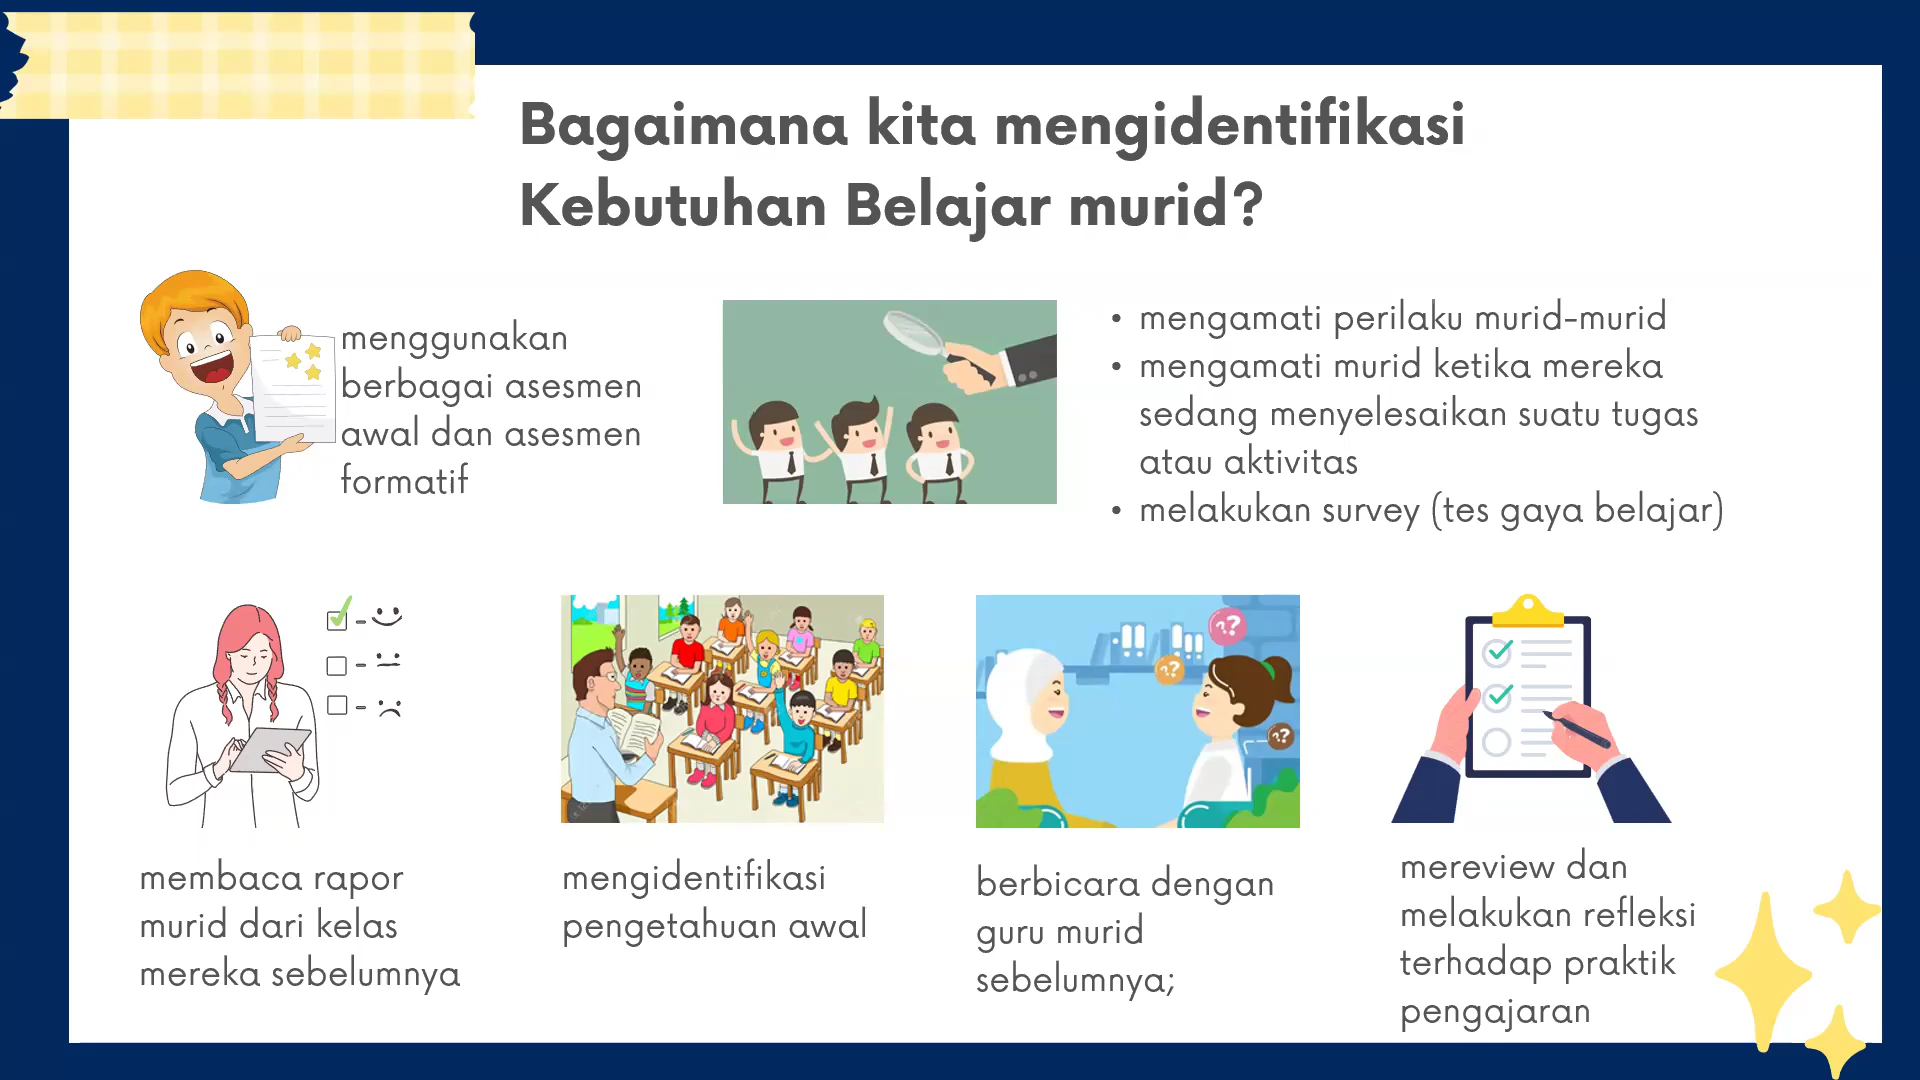 Bagaimana kita mengidentifikasi
Kebutuhan Belajar murid?
menggunakan
berbagai asesmen
awal dan asesmen
formatif
• mengamati perilaku murid-murid
• mengamati murid ketika mereka
sedang menyelesaikan suatu tugas
atau aktivitas
• melakukan survey (tes gaya belajar)
membaca rapor
murid dari kelas
mereka sebelumnya
mengidentifikasi
pengetahuan awal
??
??
??
berbicara dengan
guru murid
sebelumnya;
mereview dan
melakukan refleksi
terhadap praktik
pengajaran